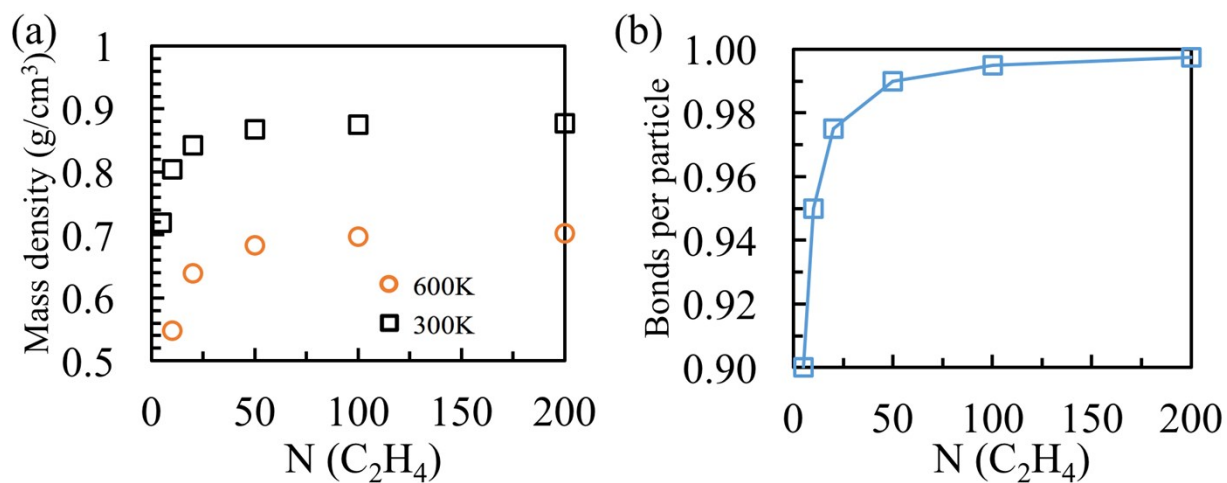 (a)
Mass density (g/cm³)
1
0.9
0.8
0.7
0.6
0.5
600K
300K
0 50 100 150 200
N (C₂H₄)
(b)
Bonds per particle
1.00
0.98
0.96
0.94
0.92
0.90
0 50 100 150 200
N (C₂H₄)